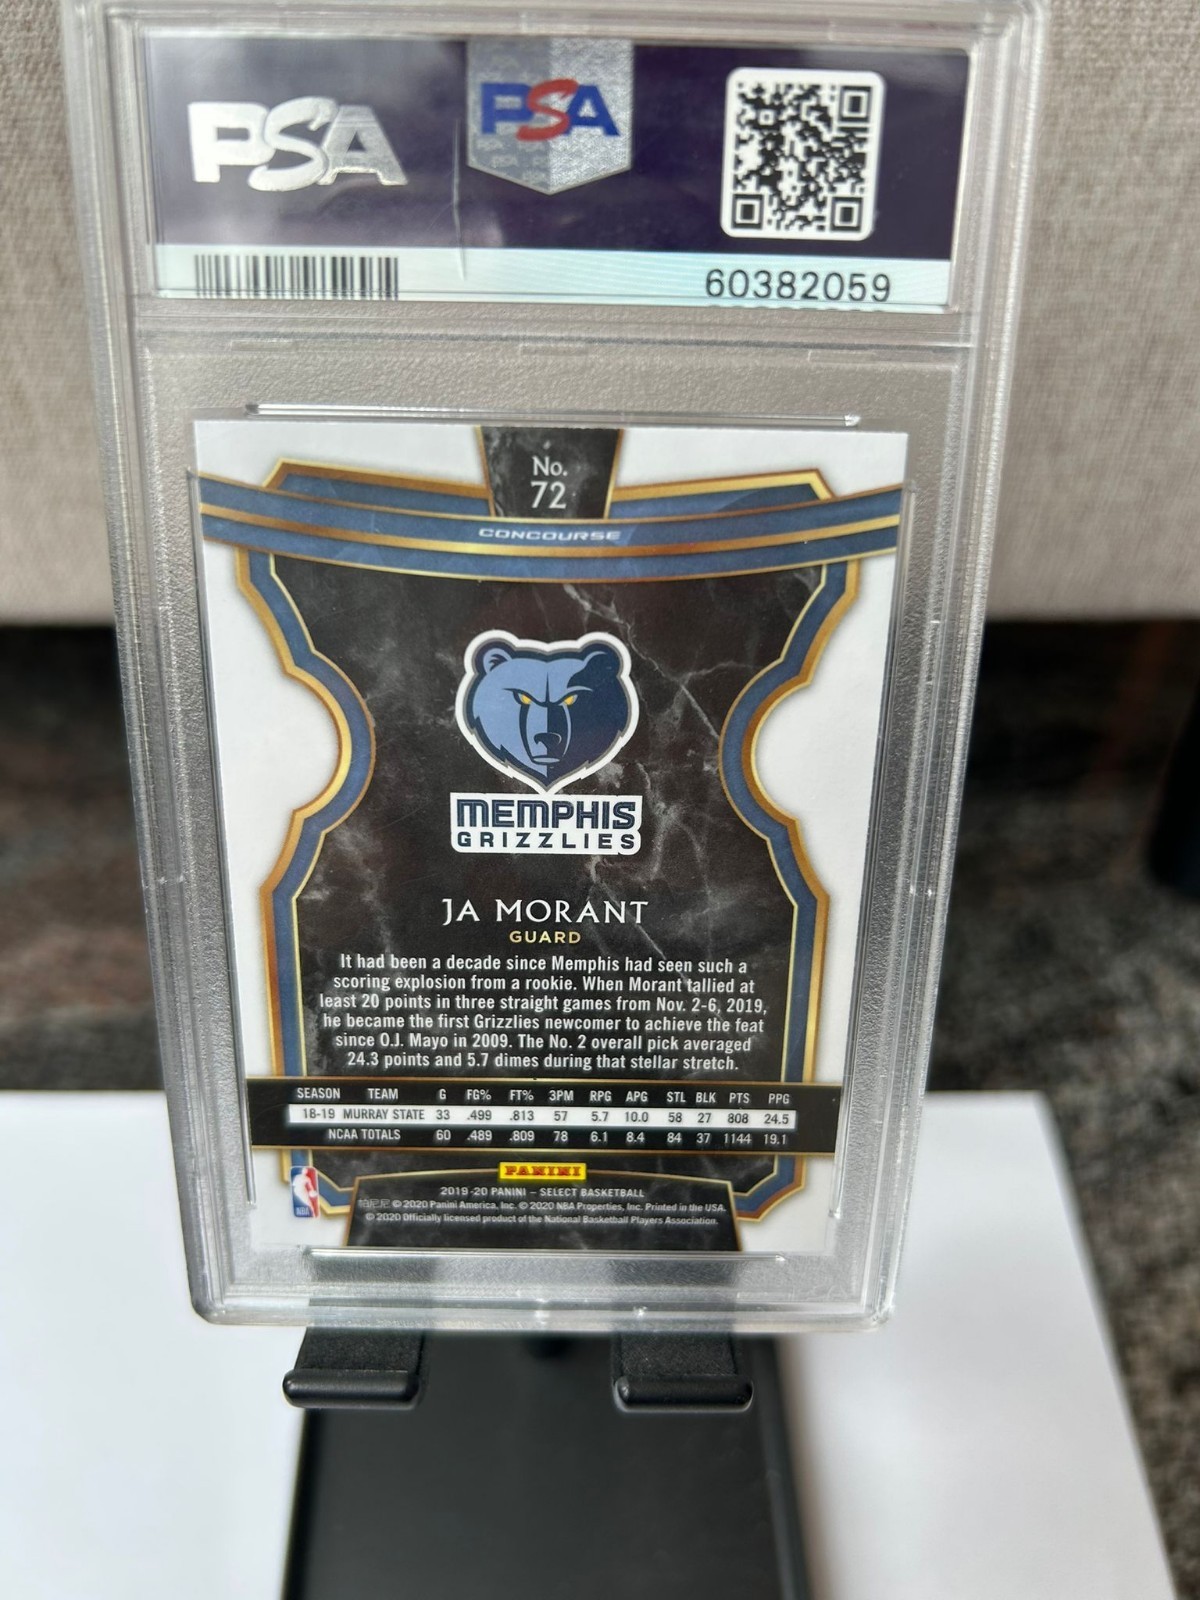 PSA
PSA
60382059
No.
72
CONCOURSE
MEMPHIS
GRIZZLIES
JA MORANT
GUARD
It had been a decade since Memphis had seen such a
scoring explosion from a rookie. When Morant tallied at
least 20 points in three straight games from Nov. 2-6, 2019,
he became the first Grizzlies newcomer to achieve the feat
since O.J. Mayo in 2009. The No. 2 overall pick averaged
24.3 points and 5.7 dimes during that stellar stretch.
SEASON TEAM G FG% FT% 3PM RPG APG STL BLK PTS PPG
18-19 MURRAY STATE 33 .499 .813 57 5.7 10.0 58 27 808 24.5
NCAA TOTALS 60 .489 .809 78 6.1 8.4 84 37 1144 19.1
PANINI
NBA
2019-20 PANINI – SELECT BASKETBALL
帕尼尼 © 2020 Panini America, Inc. © 2020 NBA Properties, Inc. Printed in the USA.
© 2020 Officially licensed product of the National Basketball Players Association.